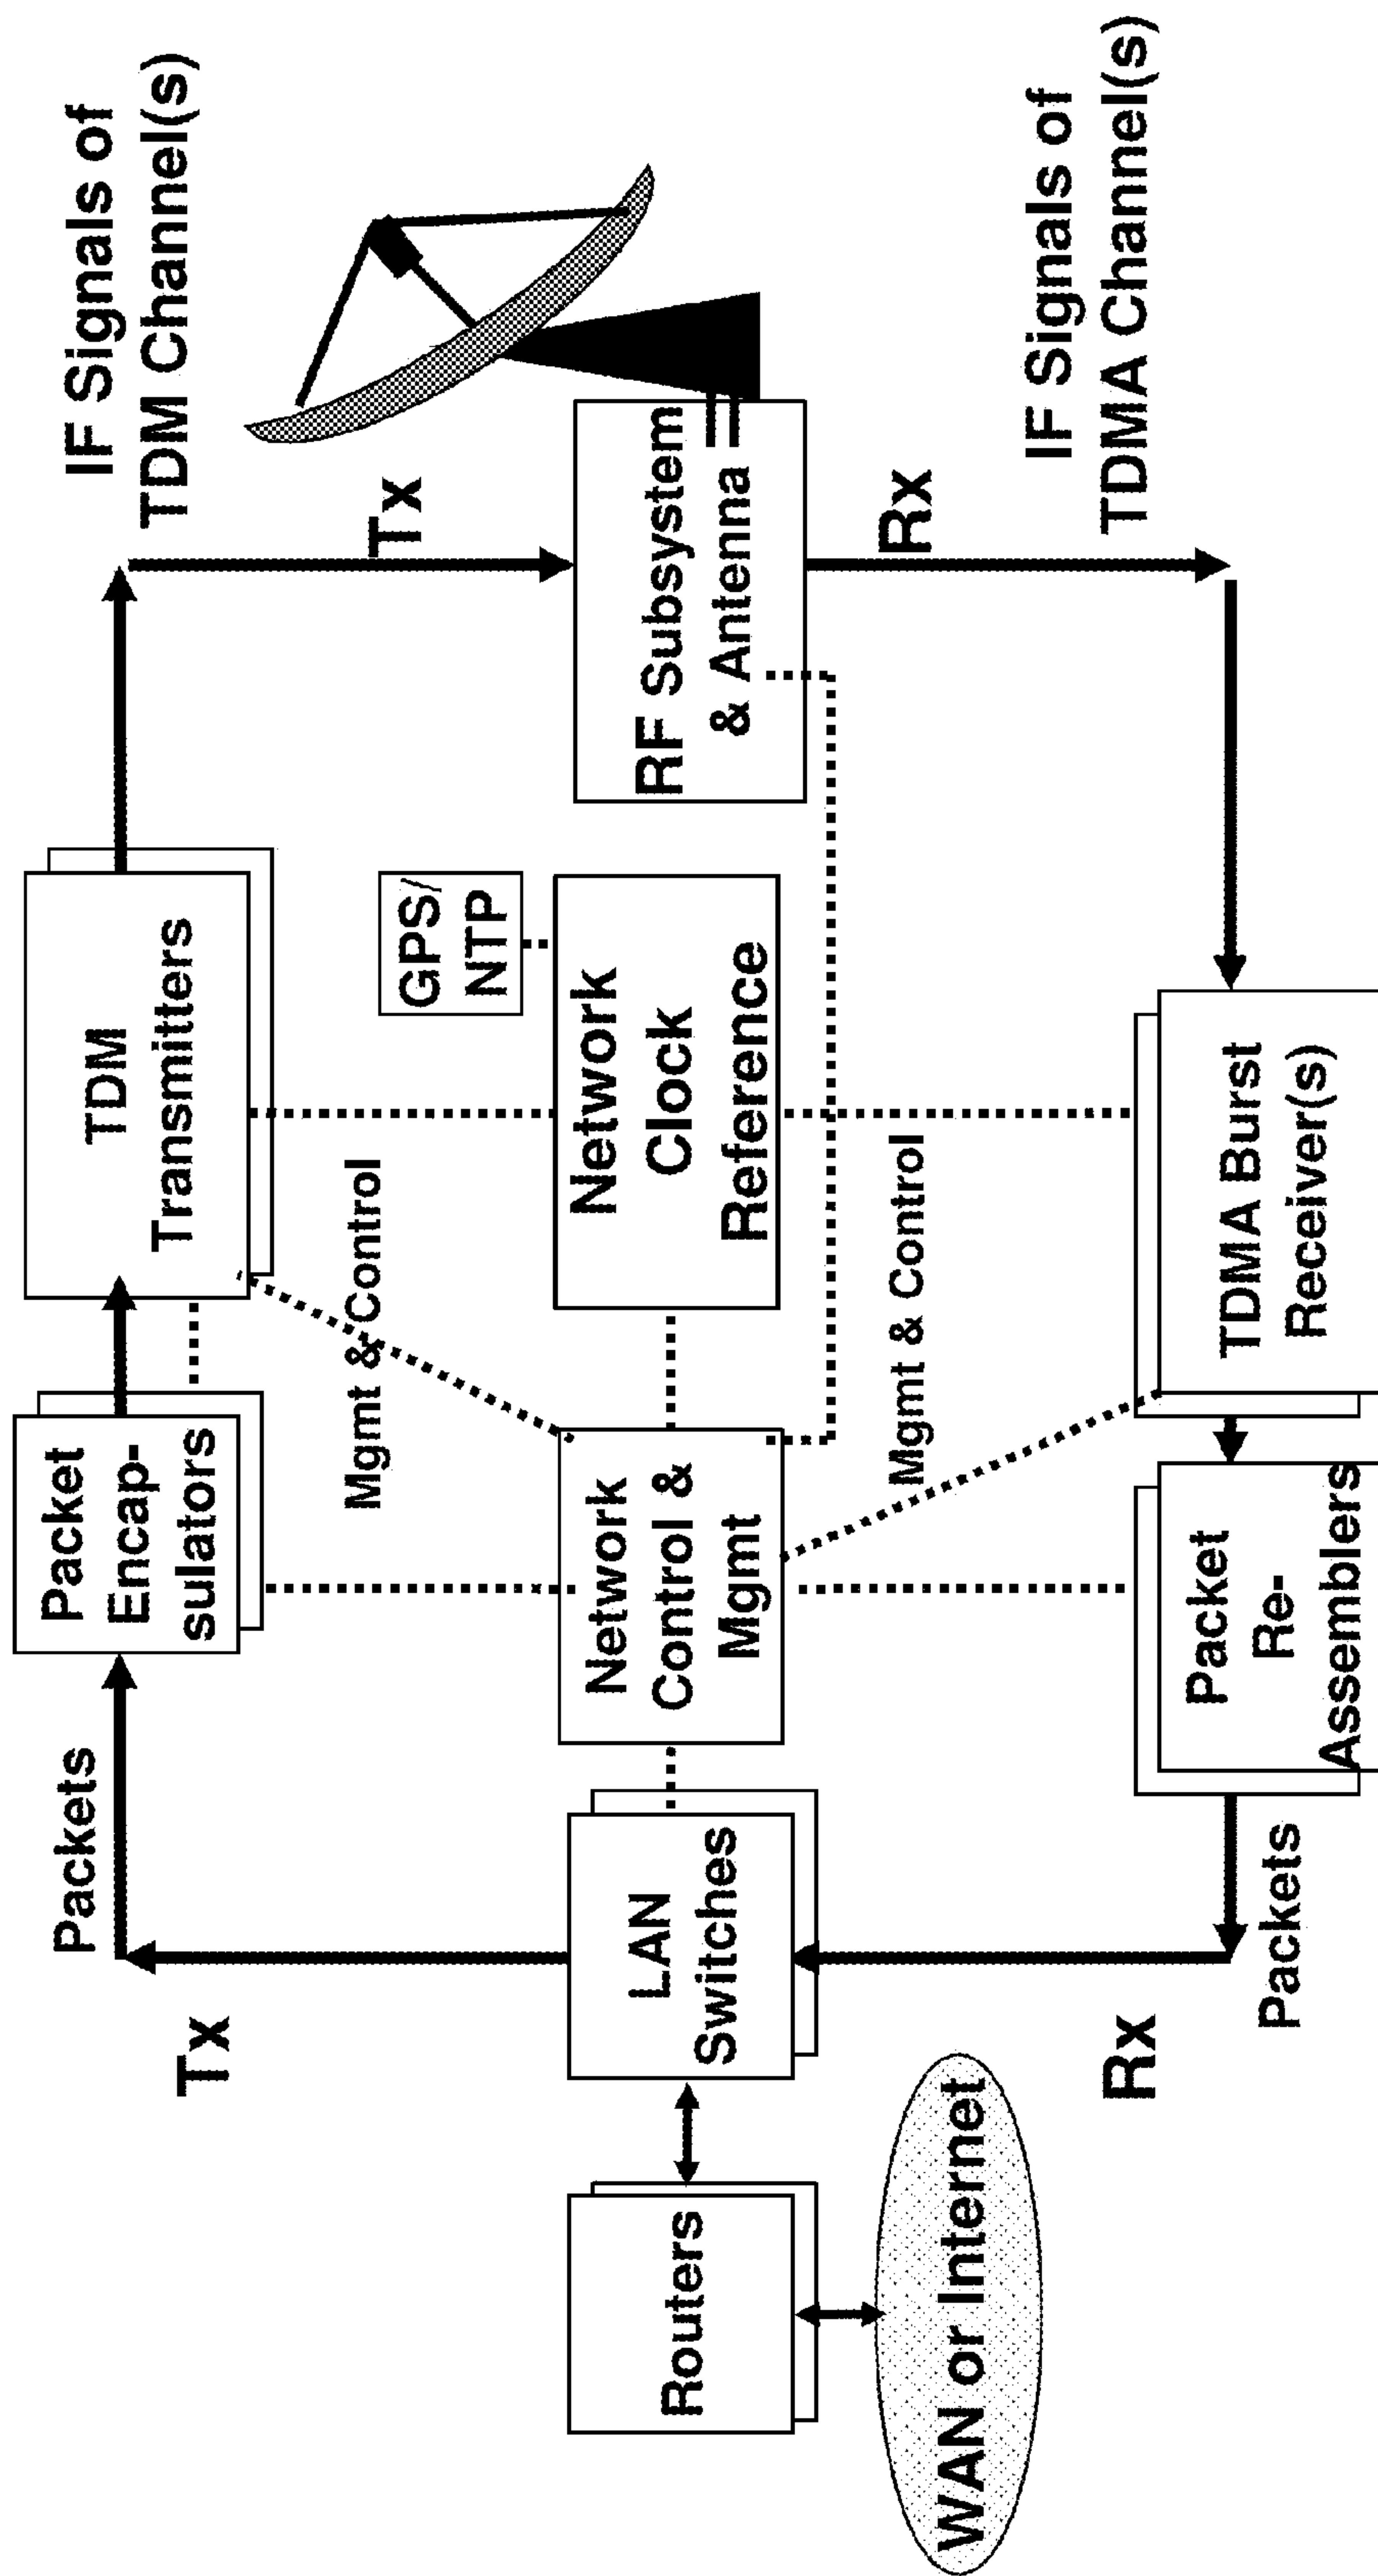 IF Signals of
TDM Channel(s)
Packets
Packet
Encap-
sulators
TDM
Transmitters
Tx
Tx
Mgmt & Control
GPS/
NTP
Routers
LAN
Switches
Network
Control &
Mgmt
Network
Clock
Reference
RF Subsystem
& Antenna
WAN or Internet
Mgmt & Control
Rx
Rx
IF Signals of
TDMA Channel(s)
Packets
Packet
Re-
Assemblers
TDMA Burst
Receiver(s)